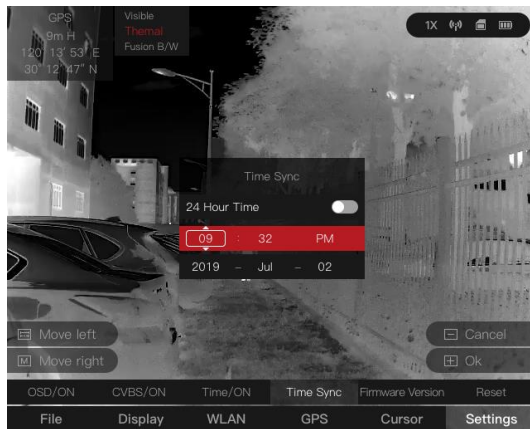 GPS
9m H
120° 13' 53" E
30° 12' 47" N
Visible
Thermal
Fusion B/W
1X
Time Sync
24 Hour Time
09 : 32 PM
2019 – Jul – 02
Move left
M Move right
Cancel
Ok
OSD/ON CVBS/ON Time/ON Time Sync Firmware Version Reset
File Display WLAN GPS Cursor Settings